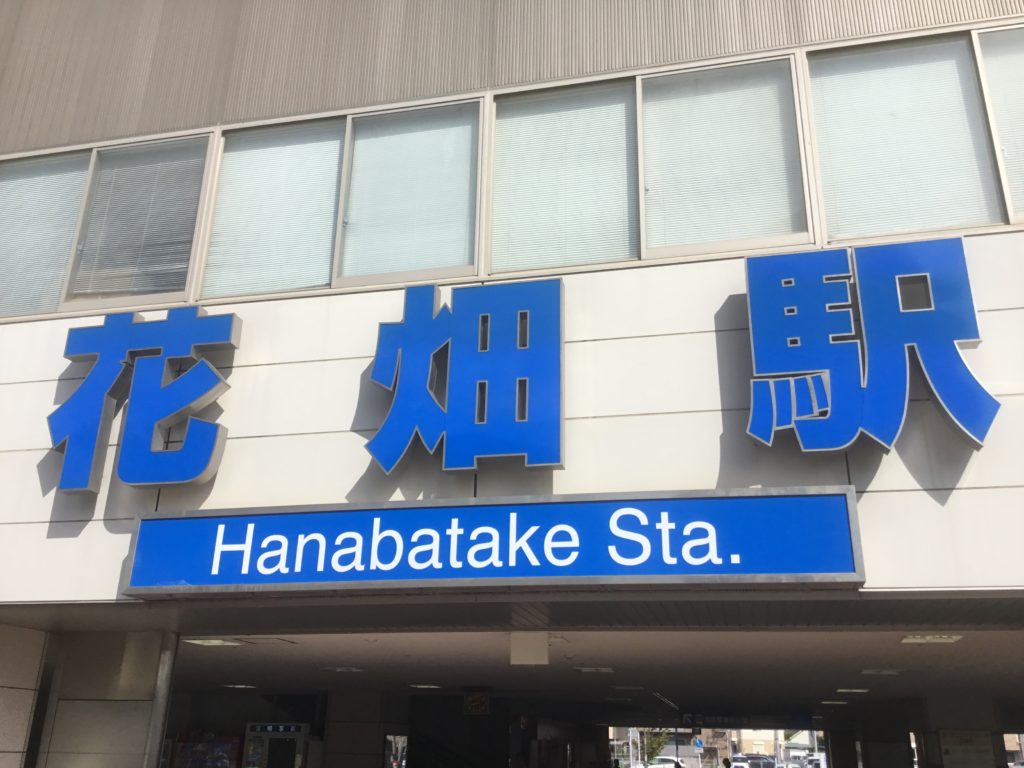 花畑駅
Hanabatake Sta.